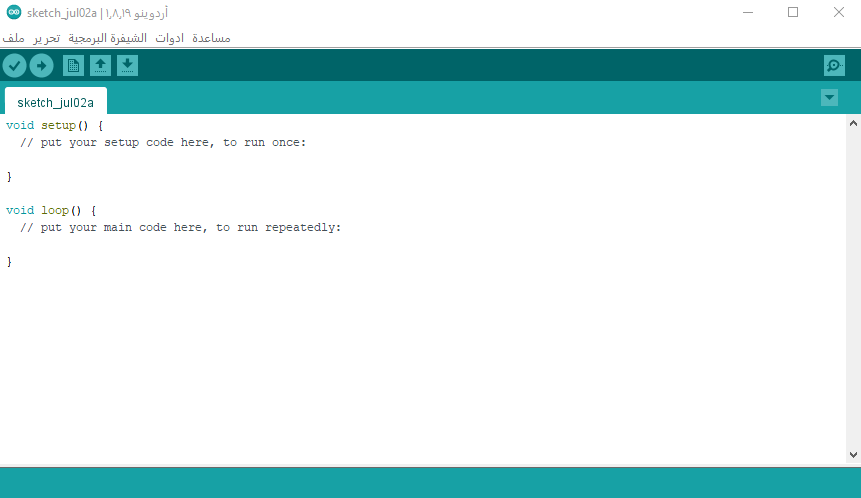 sketch_jul02a | أردوينو ١٫٨٫١٩
ملف تحرير الشيفرة البرمجية ادوات مساعدة
sketch_jul02a
void setup() {
  // put your setup code here, to run once:
}
void loop() {
  // put your main code here, to run repeatedly:
}